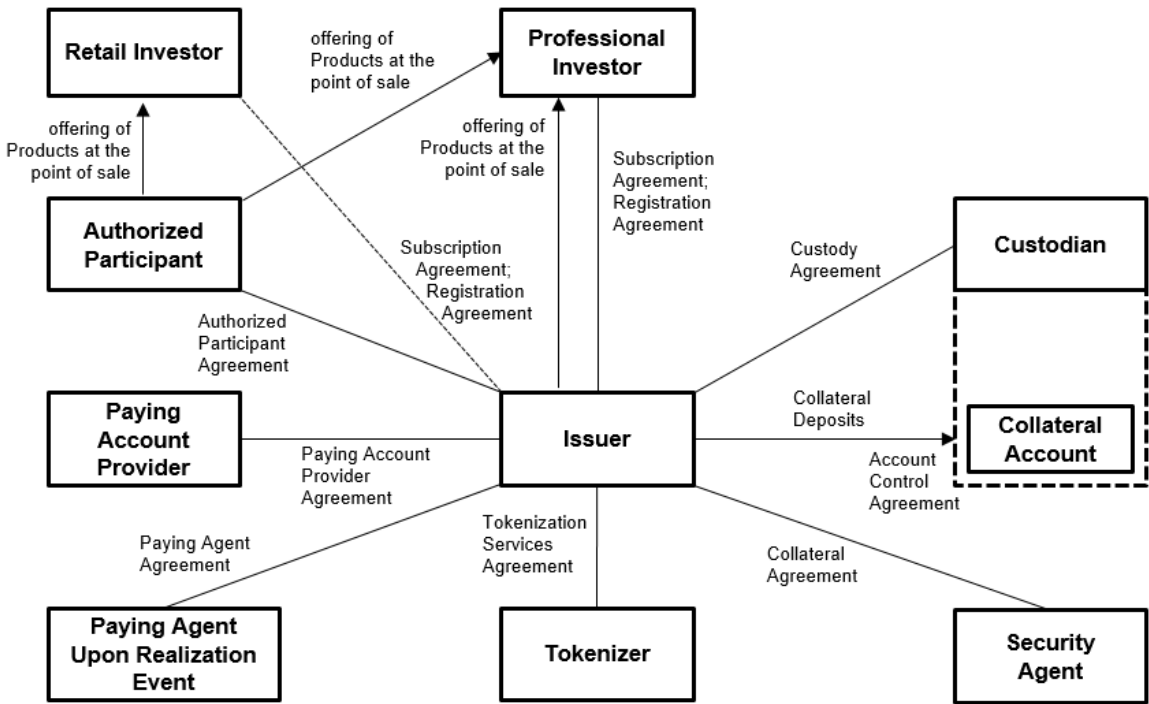 Retail Investor
offering of
Products at the
point of sale
Professional
Investor
offering of
Products at the
point of sale
offering of
Products at the
point of sale
Subscription
Agreement;
Registration
Agreement
Authorized
Participant
Custodian
Subscription
Agreement;
Registration
Agreement
Custody
Agreement
Authorized
Participant
Agreement
Paying
Account
Provider
Paying Account
Provider
Agreement
Issuer
Collateral
Deposits
Account
Control
Agreement
Collateral
Account
Paying Agent
Agreement
Tokenization
Services
Agreement
Collateral
Agreement
Paying Agent
Upon Realization
Event
Tokenizer
Security
Agent